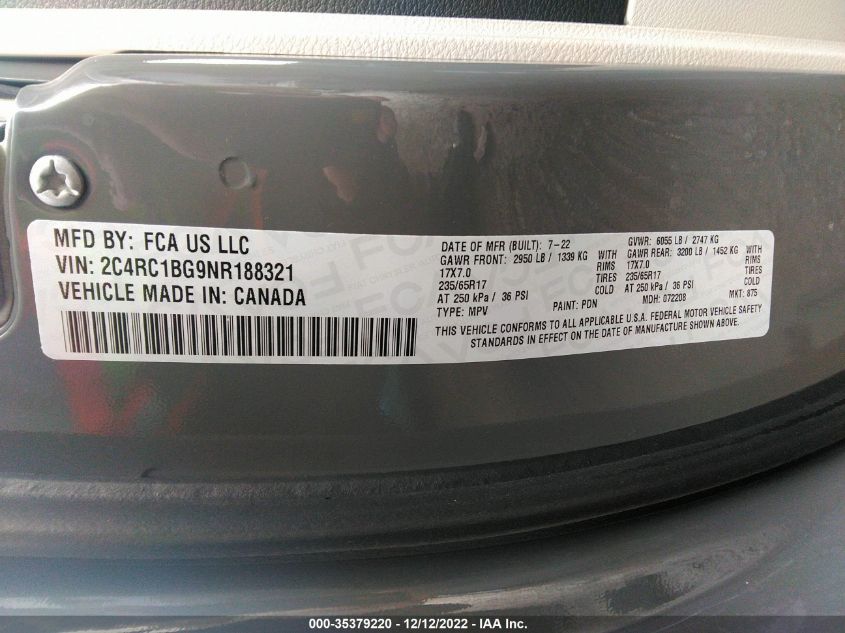 MFD BY: FCA US LLC
VIN: 2C4RC1BG9NR188321
VEHICLE MADE IN: CANADA
DATE OF MFR (BUILT): 7-22
GVWR: 6055 LB / 2747 KG
GAWR FRONT: 2950 LB / 1339 KG
GAWR REAR: 3200 LB / 1452 KG
17X7.0 RIMS 17X7.0 RIMS
235/65R17 TIRES 235/65R17 TIRES
AT 250 kPa / 36 PSI COLD AT 250 kPa / 36 PSI COLD
TYPE: MPV PAINT: PDN MDH: 072208 MKT: 875
THIS VEHICLE CONFORMS TO ALL APPLICABLE U.S.A. FEDERAL MOTOR VEHICLE SAFETY
STANDARDS IN EFFECT ON THE DATE OF MANUFACTURE SHOWN ABOVE.
000-35379220 - 12/12/2022 - IAA Inc.